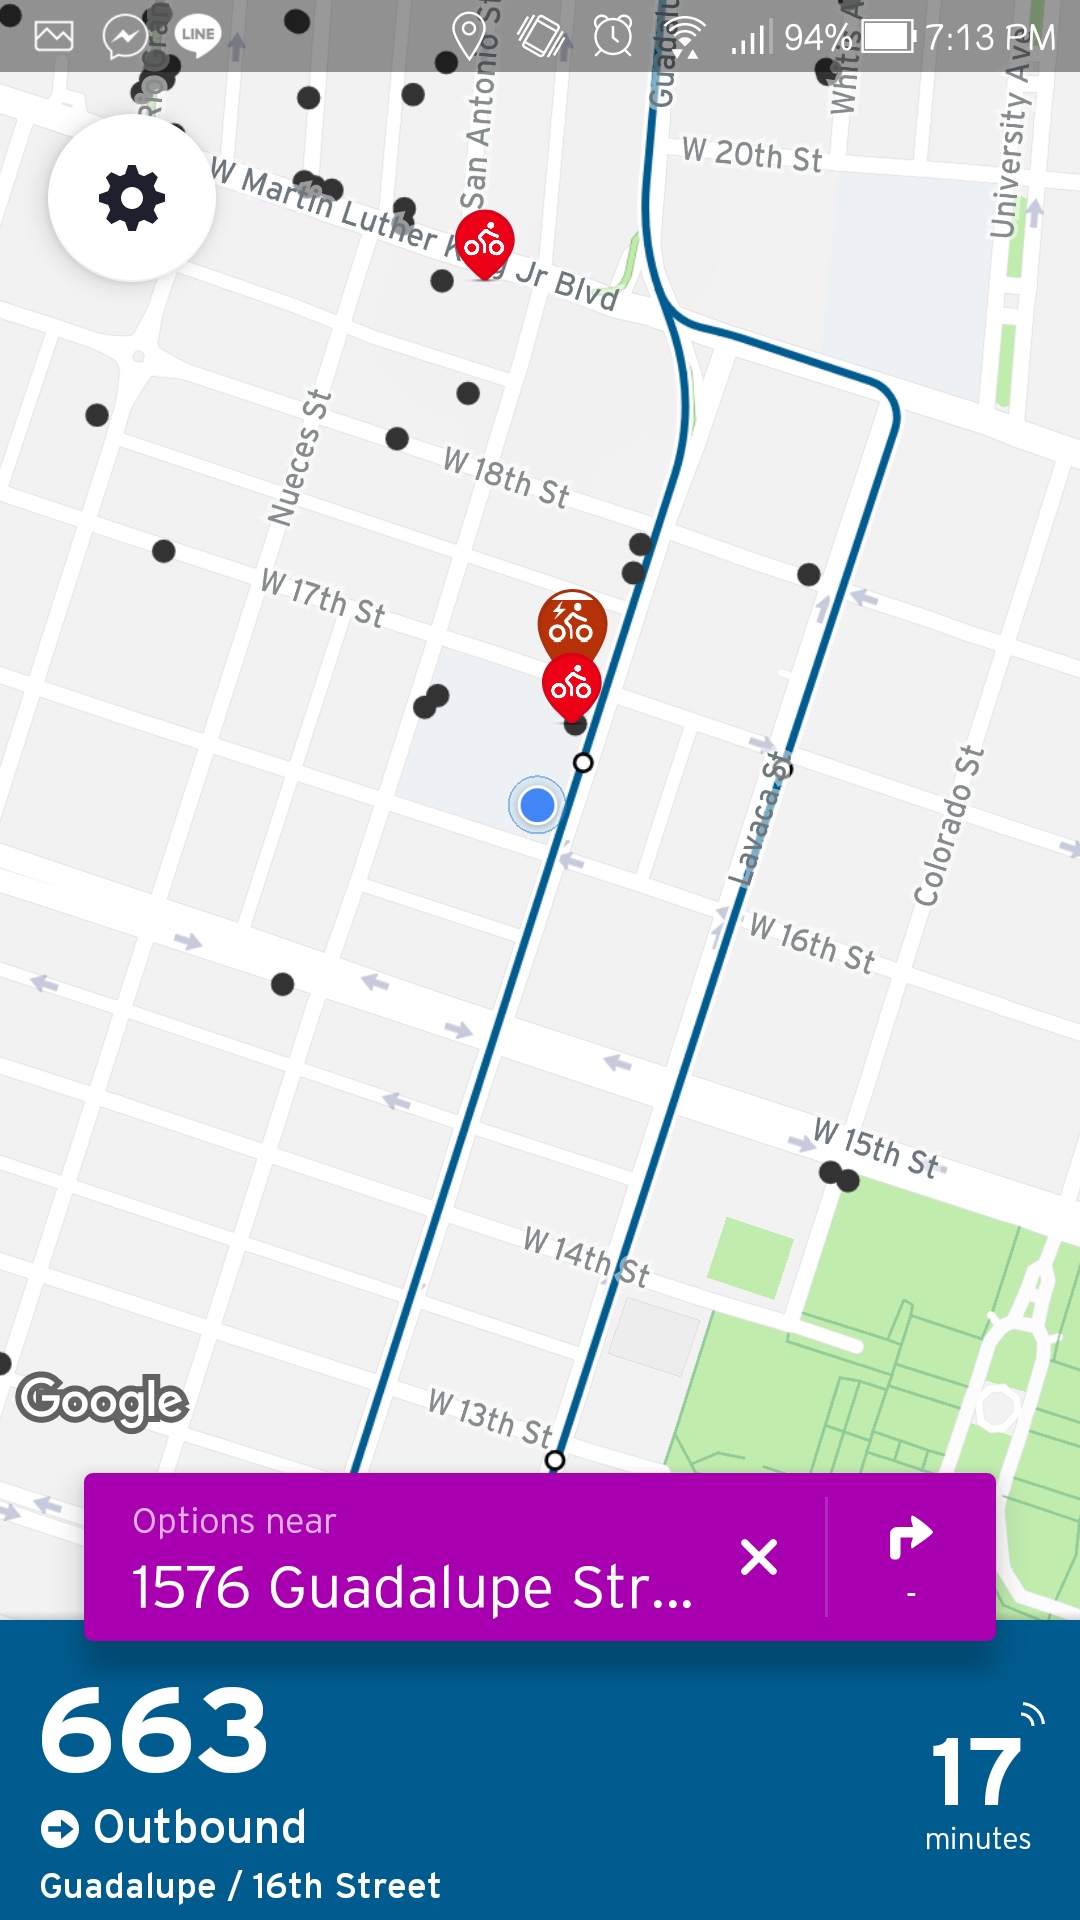 LINE
94%
7:13 PM
San Antonio St
W 20th St
University Ave
W Martin Luther King Jr Blvd
Nueces St
W 18th St
W 17th St
Lavaca St
Colorado St
W 16th St
W 15th St
W 14th St
W 13th St
Google
Options near
1576 Guadalupe Str...
-
663
17
minutes
Outbound
Guadalupe / 16th Street